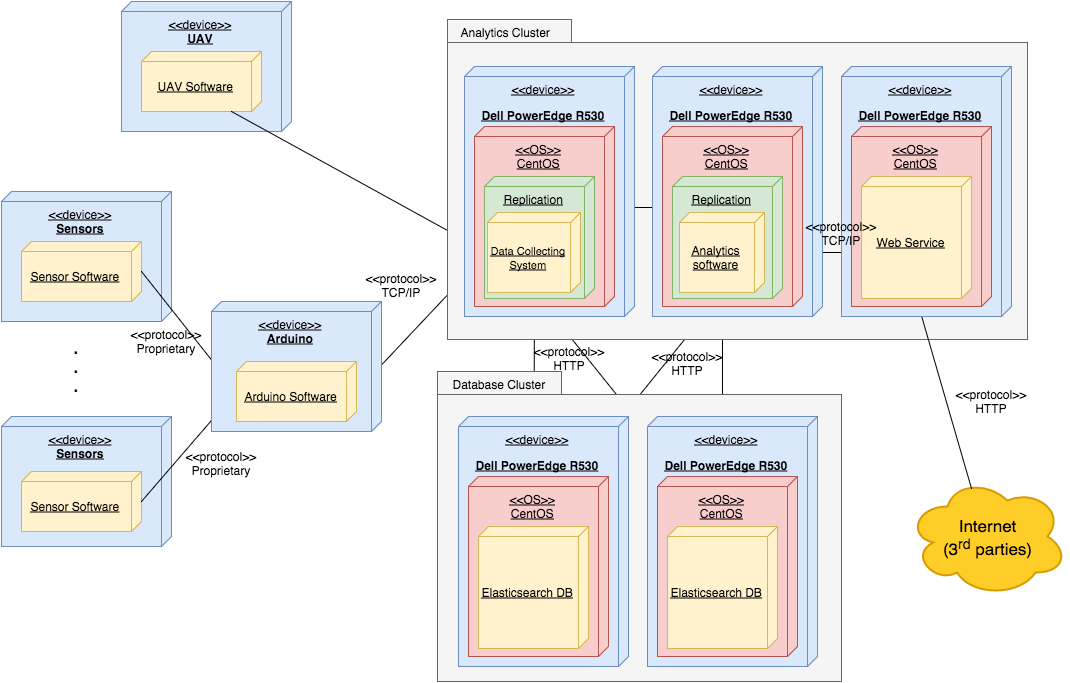 <<device>>
UAV
UAV Software
<<device>>
Sensors
Sensor Software
.
.
.
<<device>>
Sensors
Sensor Software
<<protocol>>
Proprietary
<<protocol>>
Proprietary
<<device>>
Arduino
Arduino Software
<<protocol>>
TCP/IP
Analytics Cluster
<<device>>
Dell PowerEdge R530
<<OS>>
CentOS
Replication
Data Collecting
System
<<device>>
Dell PowerEdge R530
<<OS>>
CentOS
Replication
Analytics
software
<<protocol>>
TCP/IP
<<device>>
Dell PowerEdge R530
<<OS>>
CentOS
Web Service
<<protocol>>
HTTP
<<protocol>>
HTTP
<<protocol>>
HTTP
Database Cluster
<<device>>
Dell PowerEdge R530
<<OS>>
CentOS
Elasticsearch DB
<<device>>
Dell PowerEdge R530
<<OS>>
CentOS
Elasticsearch DB
Internet
(3rd parties)